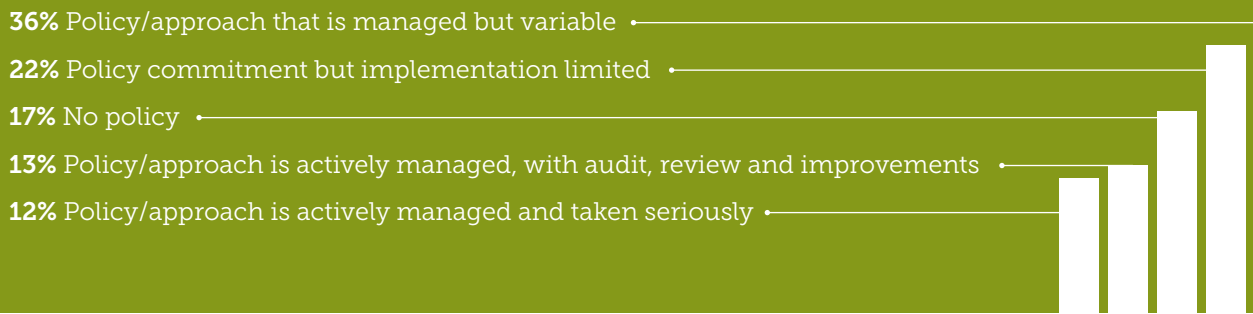 36% Policy/approach that is managed but variable
22% Policy commitment but implementation limited
17% No policy
13% Policy/approach is actively managed, with audit, review and improvements
12% Policy/approach is actively managed and taken seriously